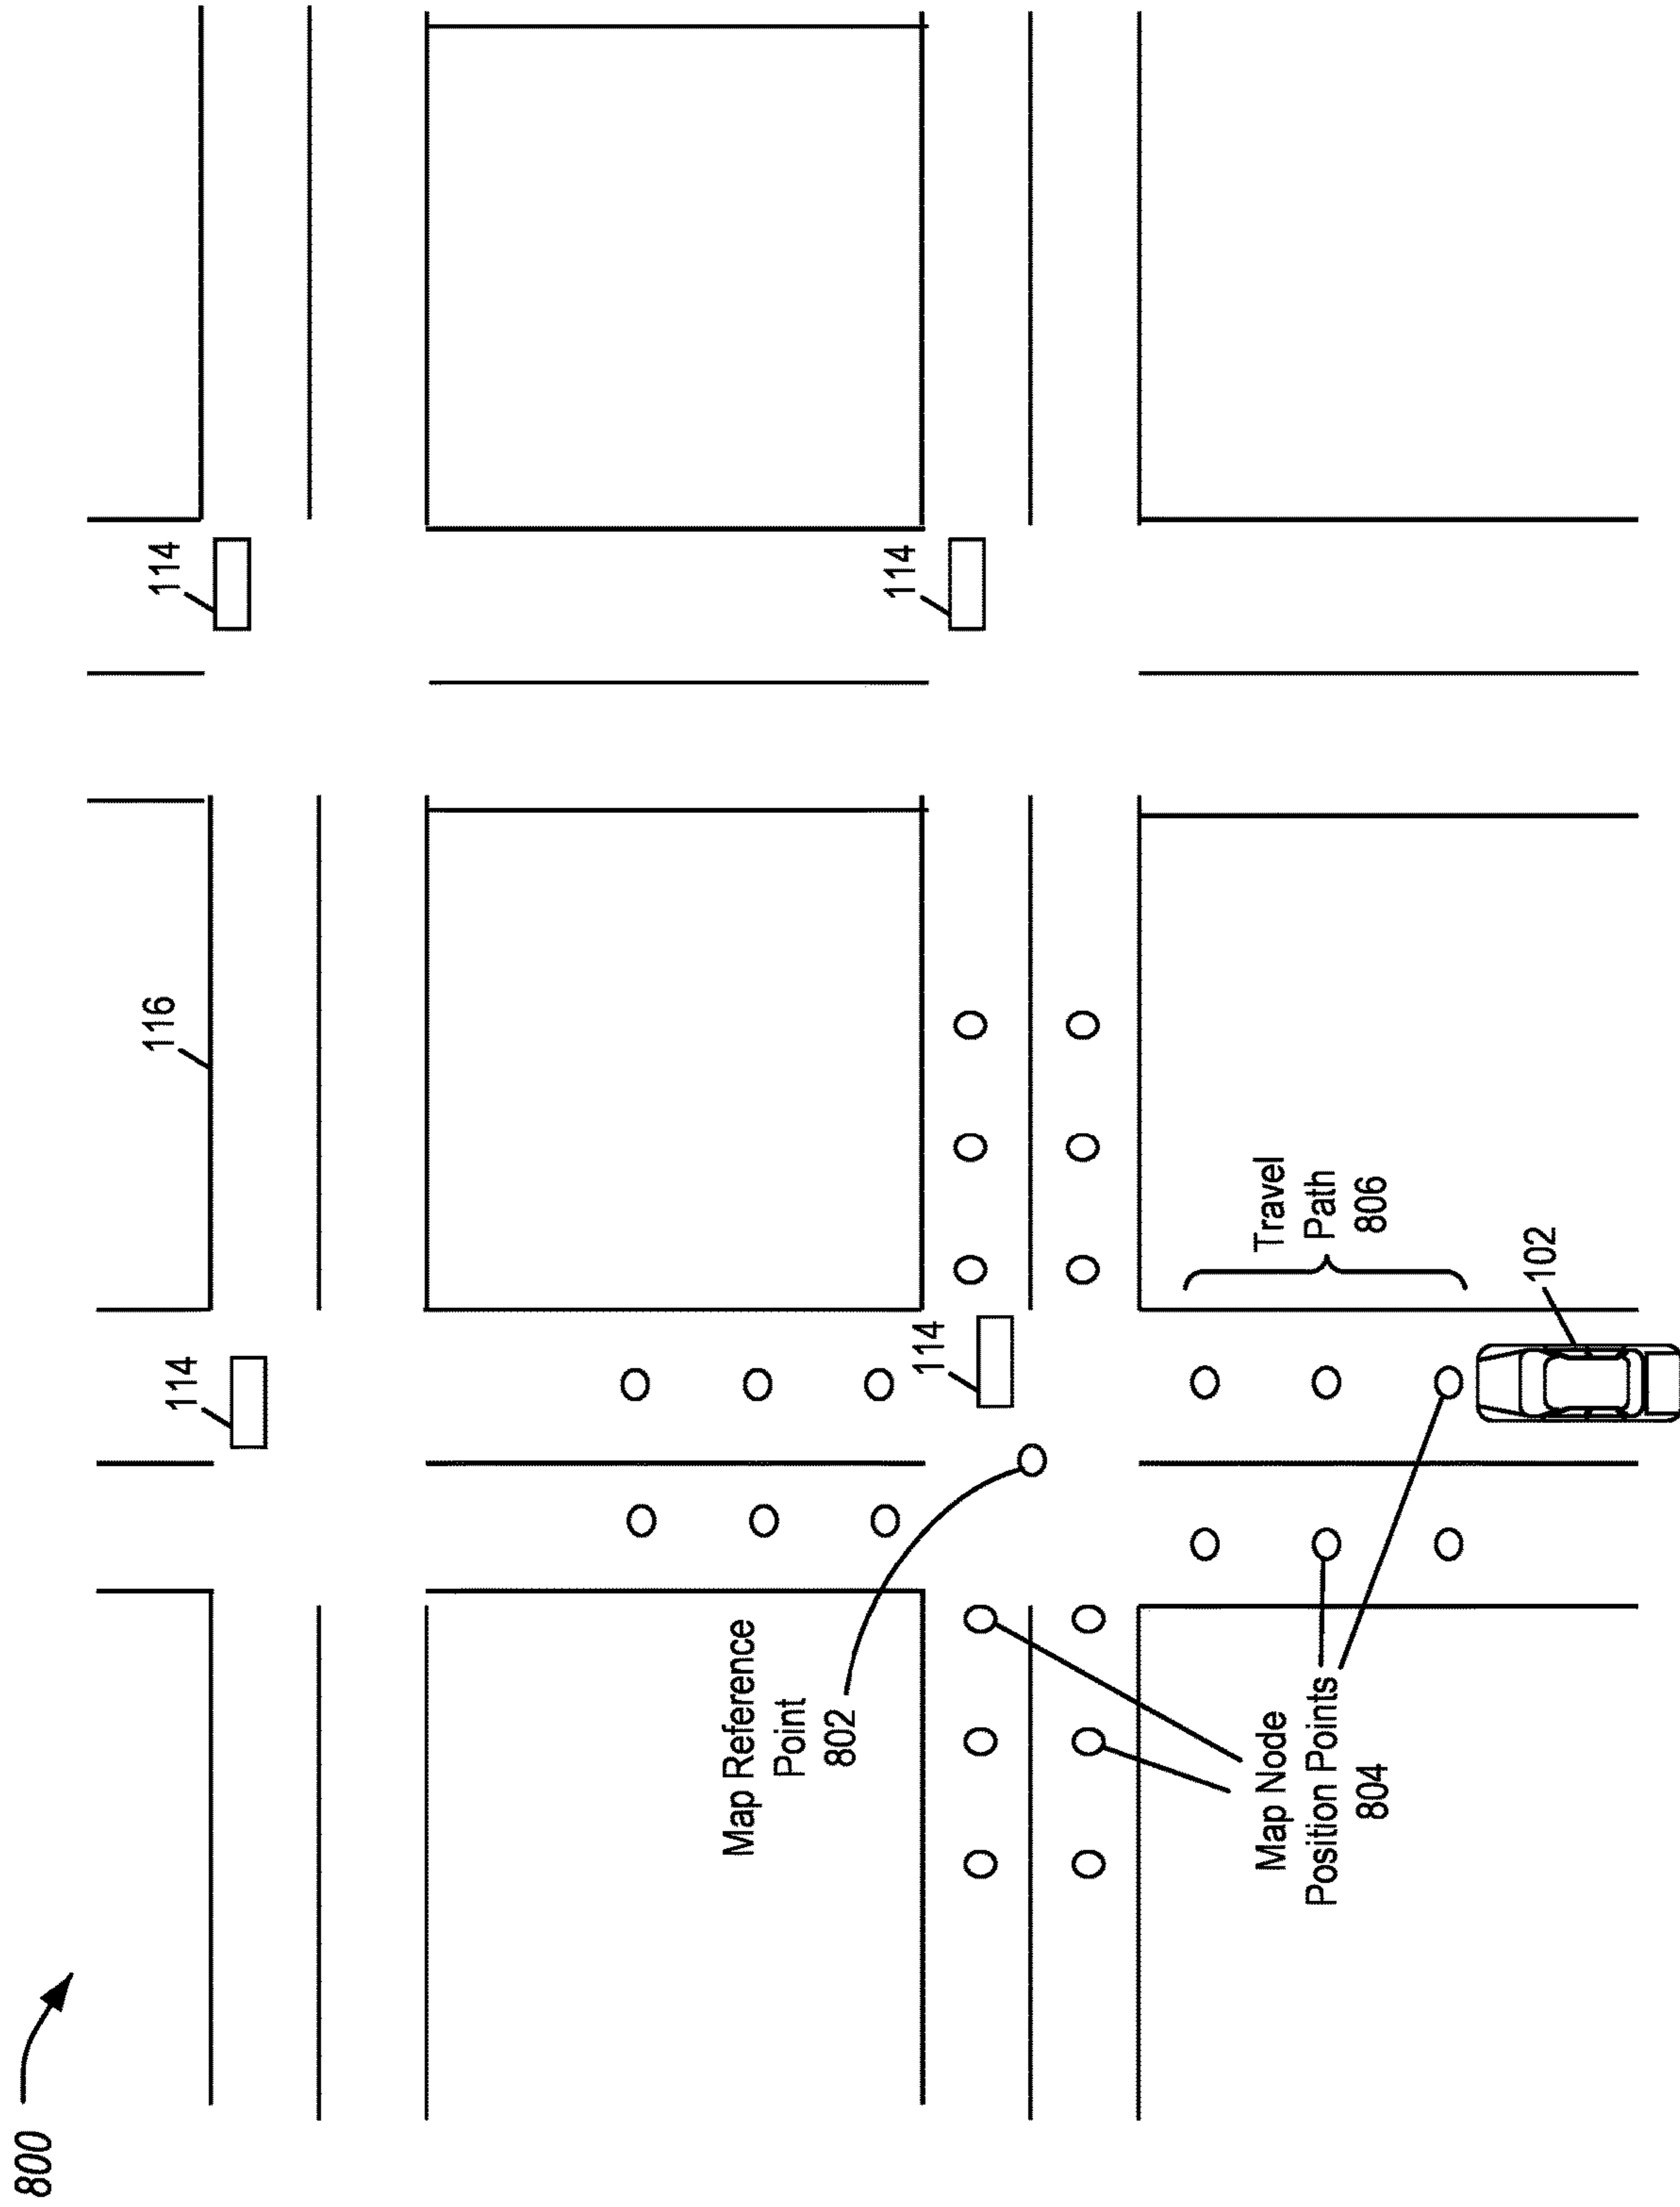 800
114
116
114
114
114
Map Reference
Point
802
Travel
Path
806
102
Map Node
Position Points
804